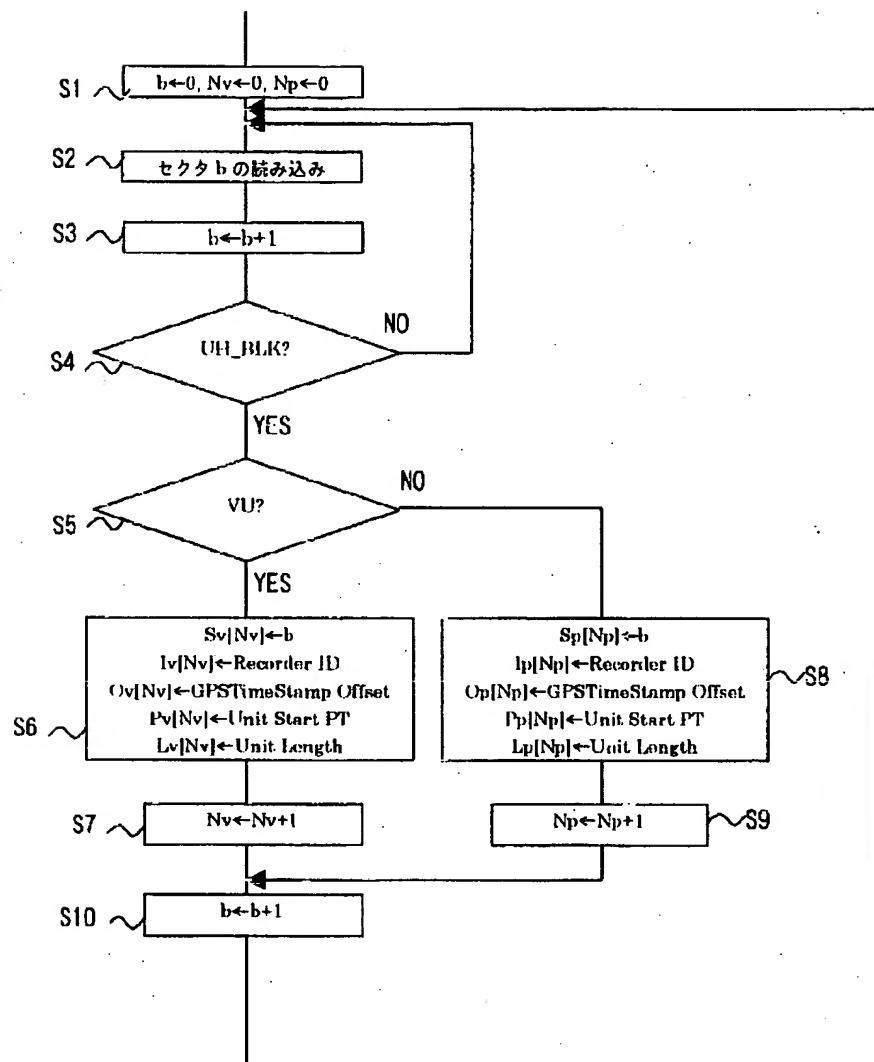 S1
b←0, Nv←0, Np←0
S2
セクタ b の読み込み
S3
b←b+1
S4
UH_BLK?
NO
YES
S5
VU?
NO
YES
S6
Sv[Nv]←b
Iv[Nv]←Recorder ID
Ov[Nv]←GPSTimeStamp Offset
Pv[Nv]←Unit Start PT
Lv[Nv]←Unit Length
Sp[Np]←b
Ip[Np]←Recorder ID
Op[Np]←GPSTimeStamp Offset
Pp[Np]←Unit Start PT
Lp[Np]←Unit Length
S8
S7
Nv←Nv+1
Np←Np+1
S9
S10
b←b+1